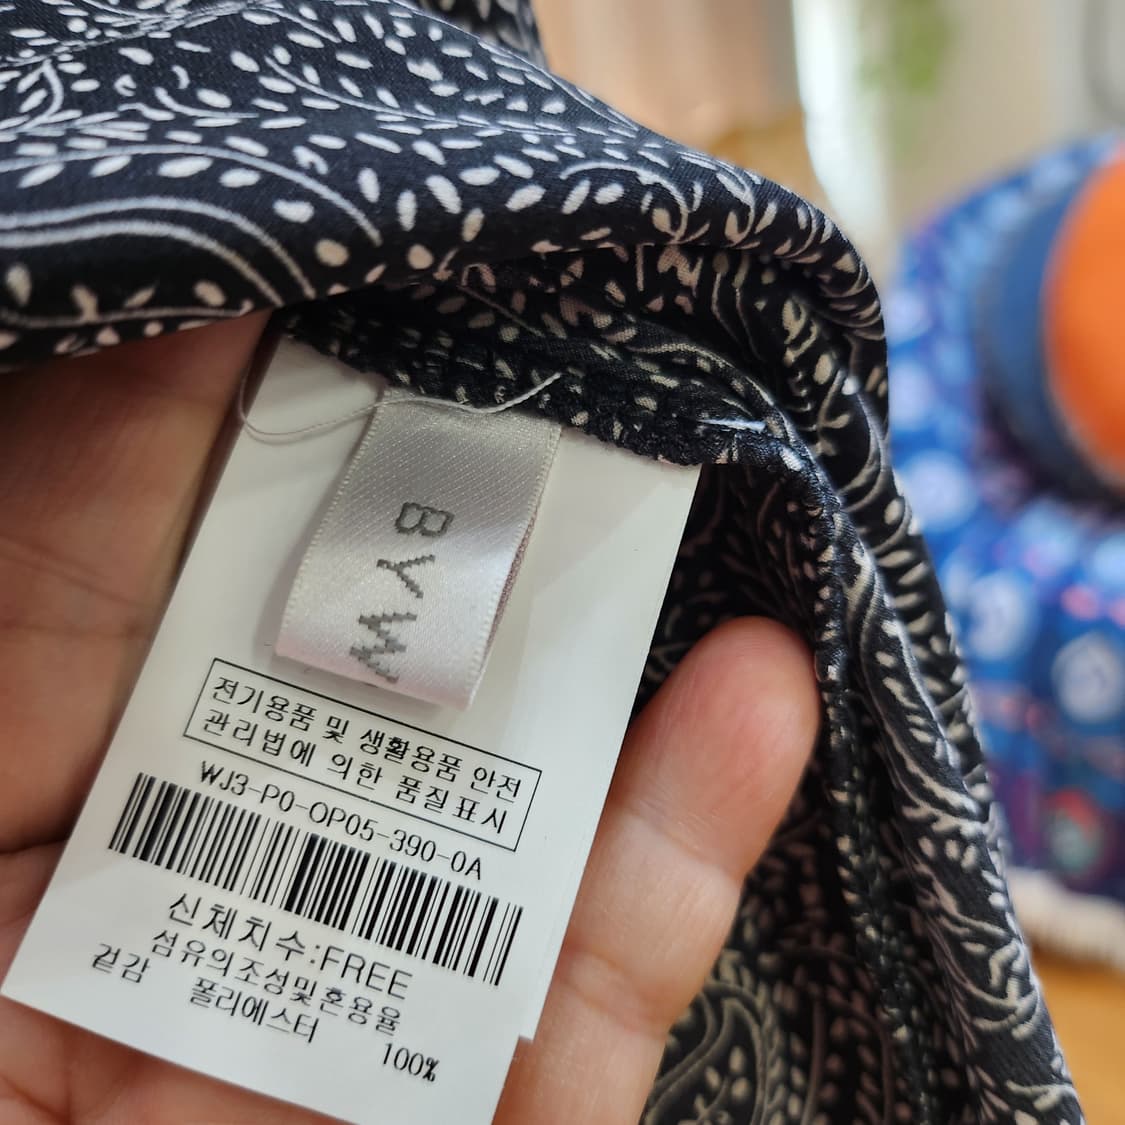 BYW
전기용품 및 생활용품 안전
관리법에 의한 품질표시
WJ3-P0-OP05-390-0A
신체치수:FREE
섬유의조성및혼용율
겉감 폴리에스터 100%